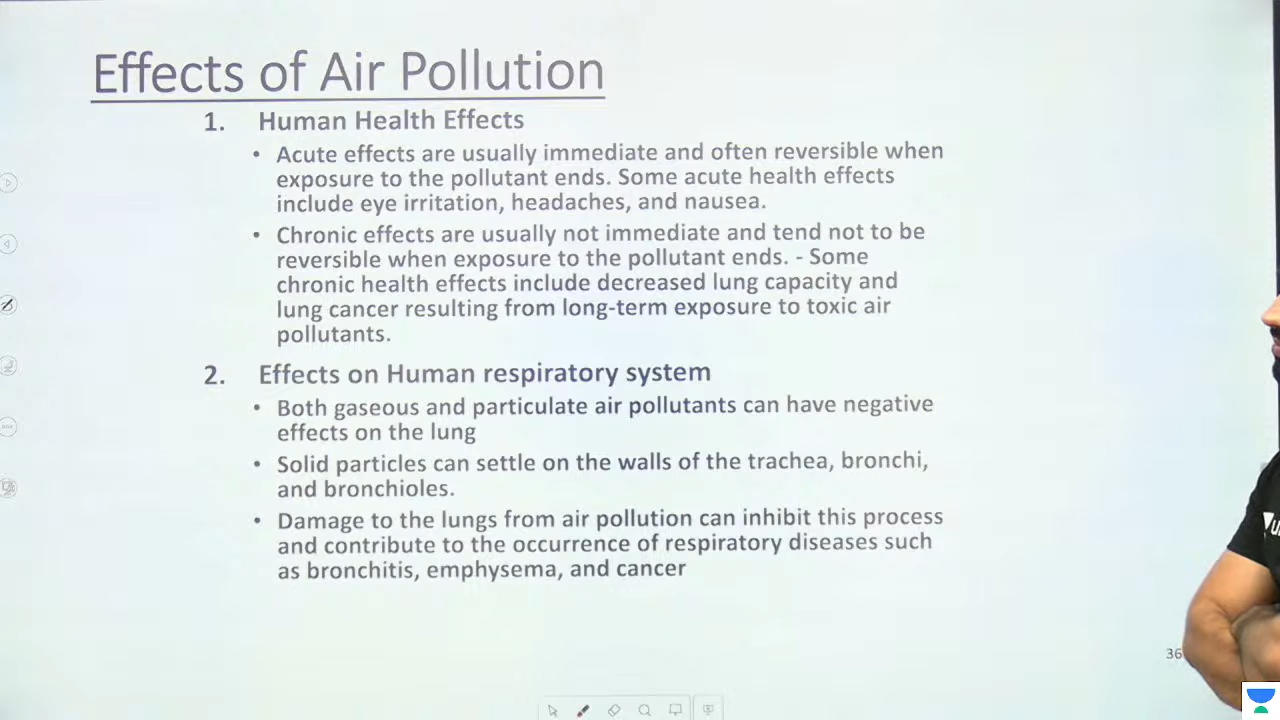 Effects of Air Pollution
1. Human Health Effects
• Acute effects are usually immediate and often reversible when
exposure to the pollutant ends. Some acute health effects
include eye irritation, headaches, and nausea.
• Chronic effects are usually not immediate and tend not to be
reversible when exposure to the pollutant ends. - Some
chronic health effects include decreased lung capacity and
lung cancer resulting from long-term exposure to toxic air
pollutants.
2. Effects on Human respiratory system
• Both gaseous and particulate air pollutants can have negative
effects on the lung
• Solid particles can settle on the walls of the trachea, bronchi,
and bronchioles.
• Damage to the lungs from air pollution can inhibit this process
and contribute to the occurrence of respiratory diseases such
as bronchitis, emphysema, and cancer
36